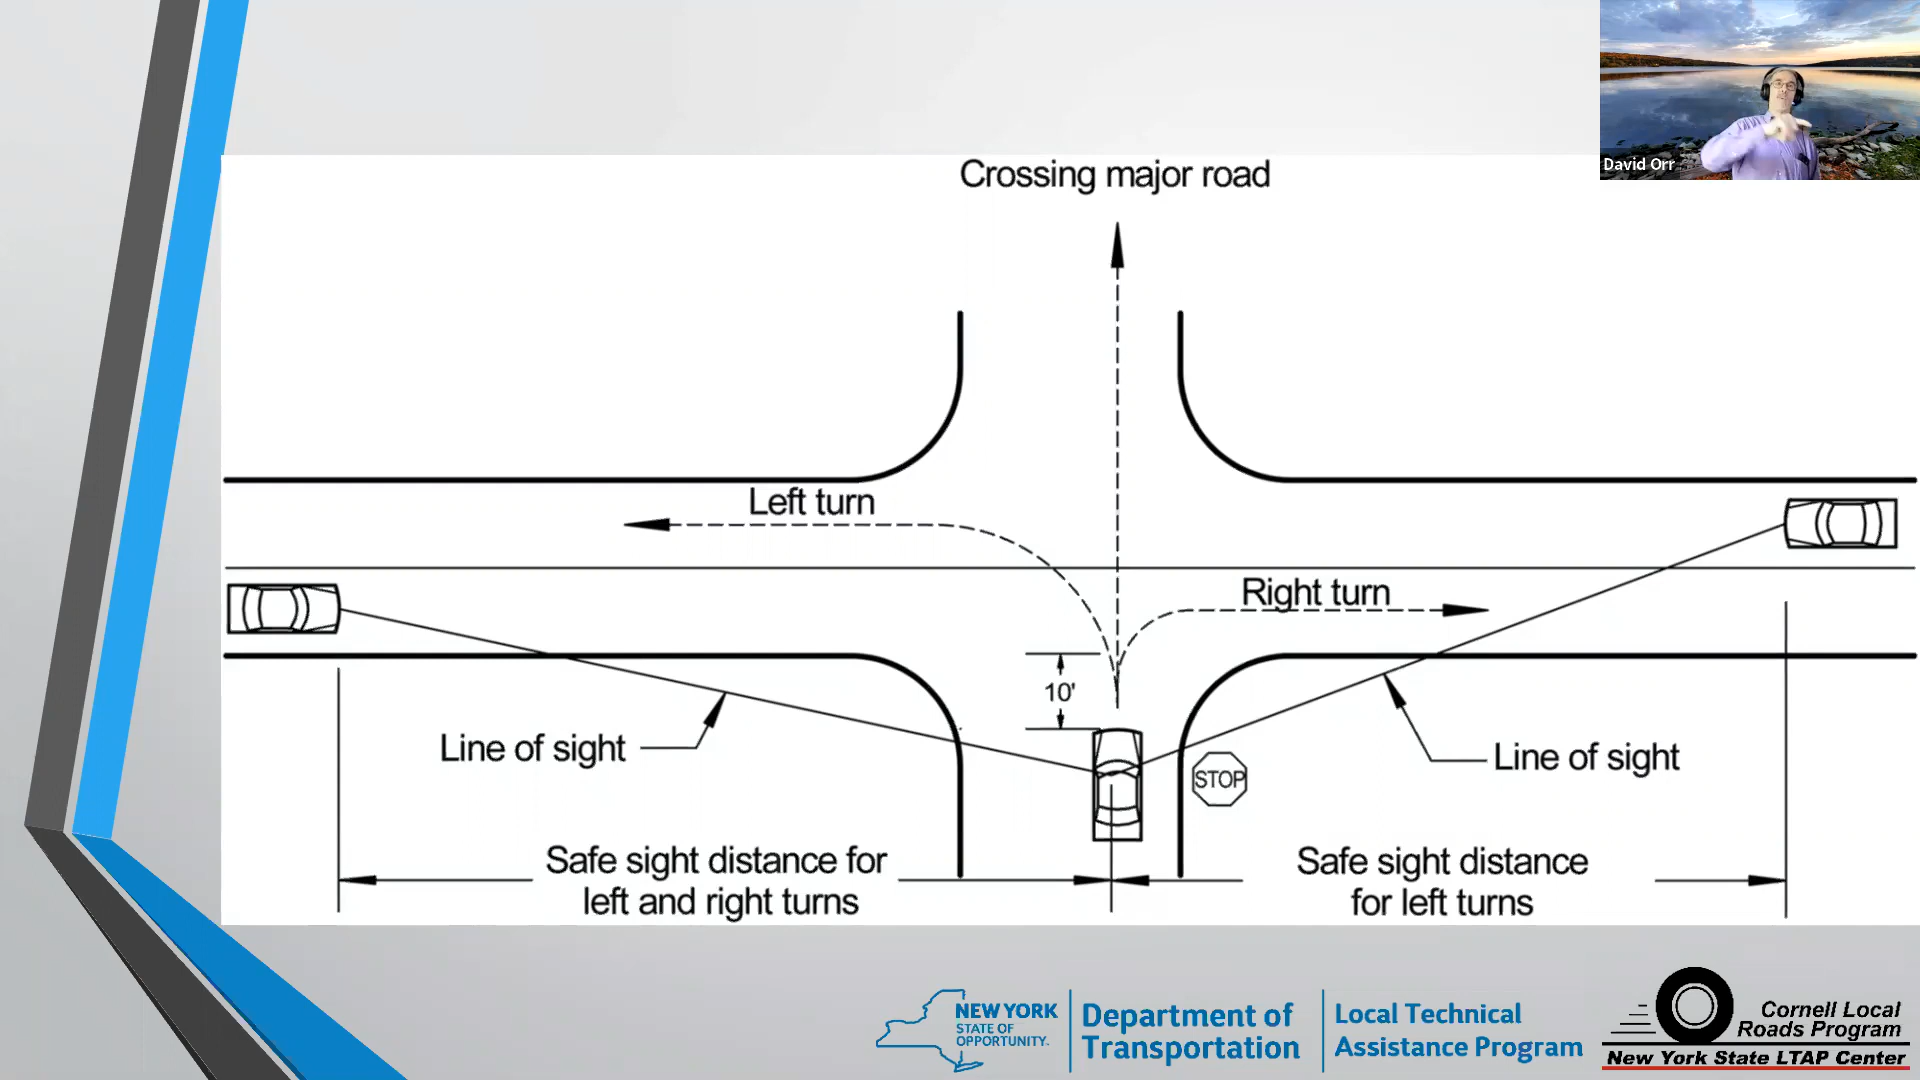 Crossing major road
David Orr
Left turn
Right turn
10'
Line of sight
Line of sight
STOP
Safe sight distance for
left and right turns
Safe sight distance
for left turns
NEW YORK
STATE OF
OPPORTUNITY.
Department of
Transportation
Local Technical
Assistance Program
Cornell Local
Roads Program
New York State LTAP Center